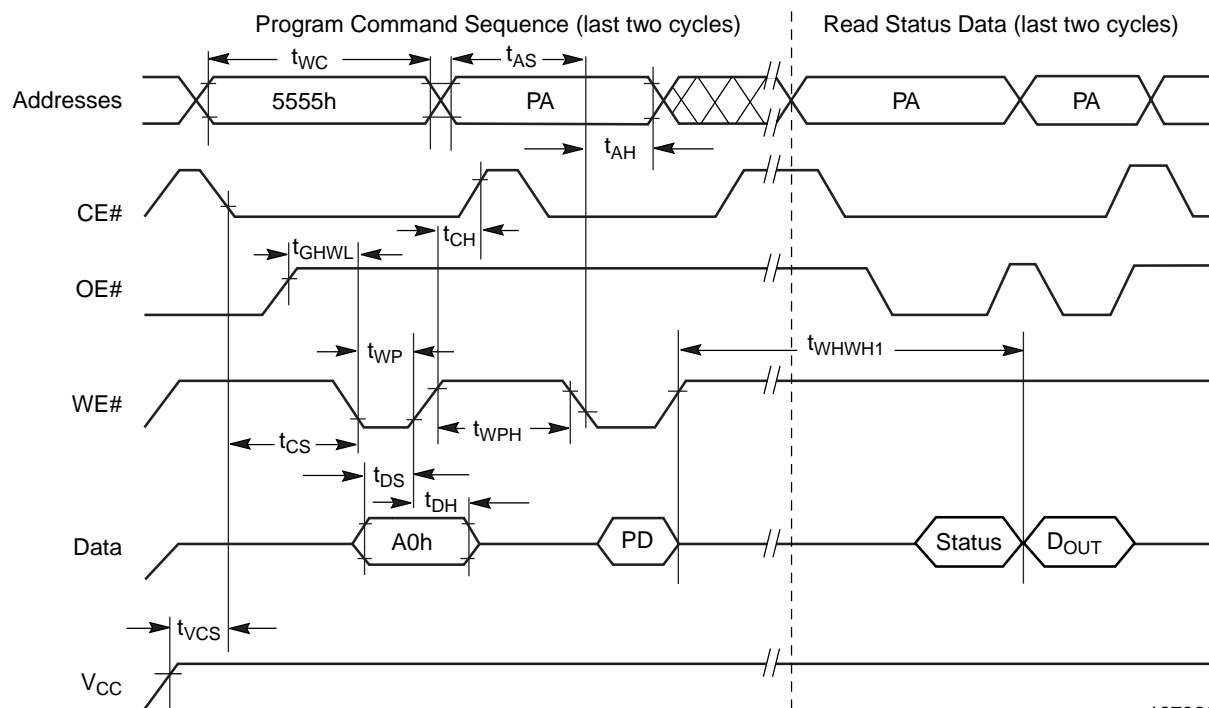 Program Command Sequence (last two cycles) Read Status Data (last two cycles)
tWC tAS
Addresses 5555h PA PA PA
tAH
CE#
tGHWL tCH
OE#
tWP tWHWH1
WE#
tCS tWPH
tDS
tDH
Data A0h PD Status DOUT
tVCS
VCC